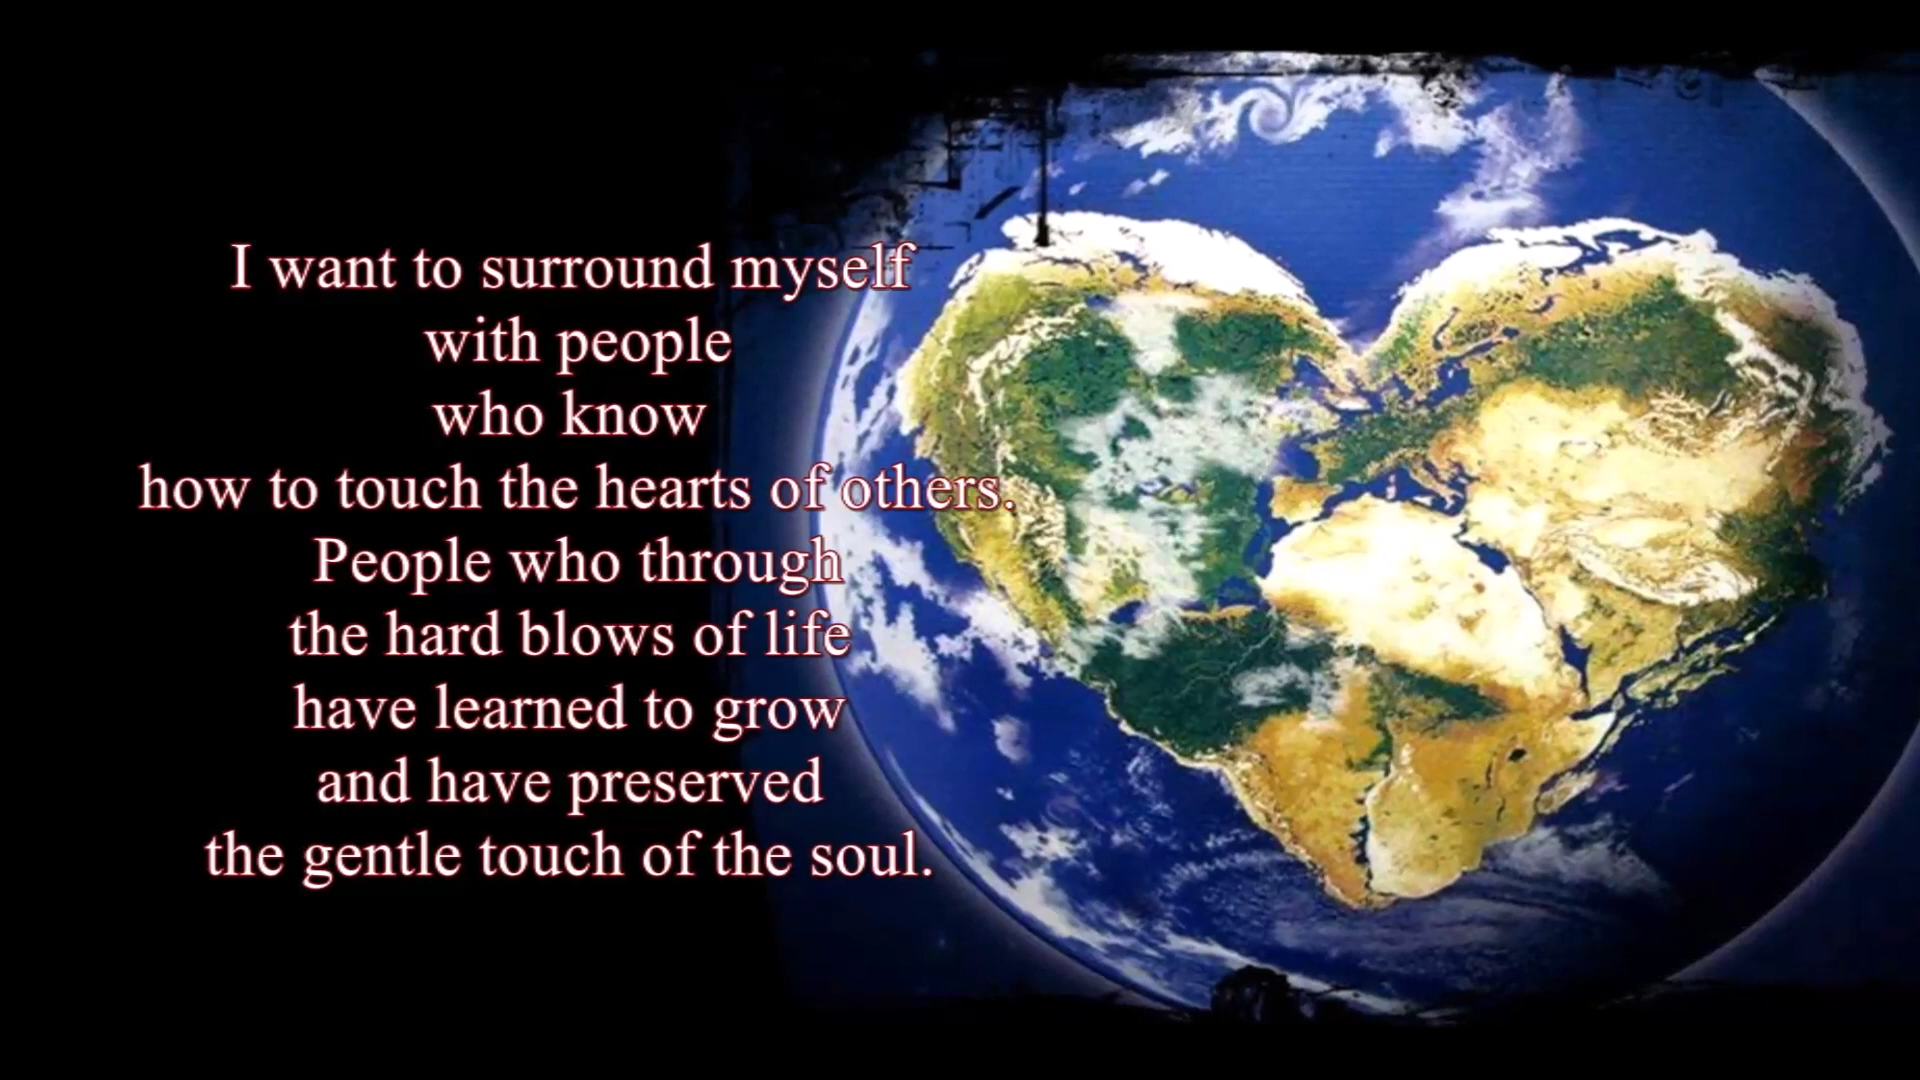 I want to surround myself
with people
who know
how to touch the hearts of others.
People who through
the hard blows of life
have learned to grow
and have preserved
the gentle touch of the soul.